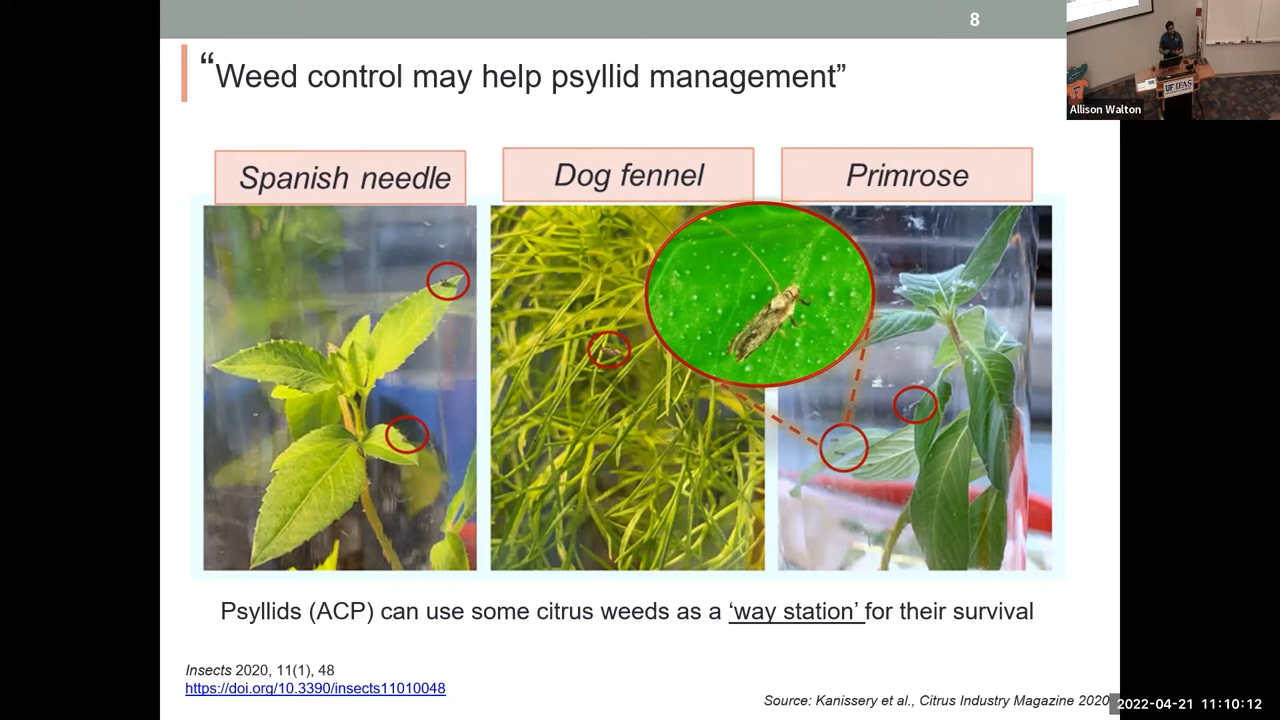 8
“Weed control may help psyllid management”
Spanish needle
Dog fennel
Primrose
Psyllids (ACP) can use some citrus weeds as a ‘way station’ for their survival
Insects 2020, 11(1), 48
https://doi.org/10.3390/insects11010048
Source: Kanissery et al., Citrus Industry Magazine 2020
Allison Walton
UF IFAS
2022-04-21 11:10:12